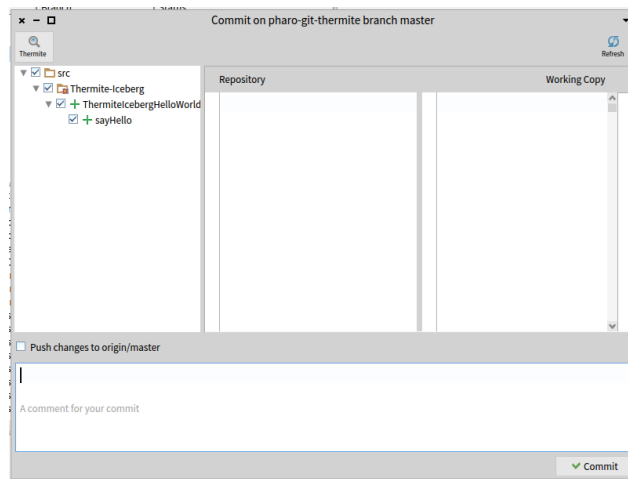 Commit on pharo-git-thermite branch master
Thermite
Refresh
src
Thermite-Iceberg
ThermiteIcebergHelloWorld
sayHello
Repository
Working Copy
Push changes to origin/master
A comment for your commit
Commit